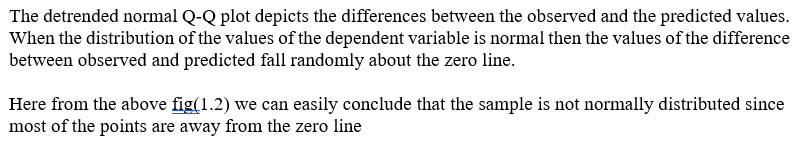 The detrended normal Q-Q plot depicts the differences between the observed and the predicted values.
When the distribution of the values of the dependent variable is normal then the values of the difference
between observed and predicted fall randomly about the zero line.
Here from the above fig(1.2) we can easily conclude that the sample is not normally distributed since
most of the points are away from the zero line